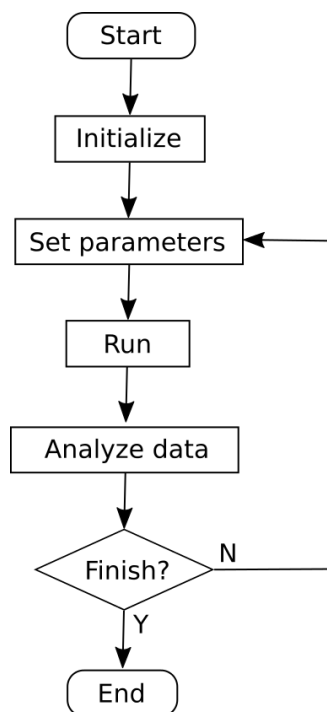 Start
Initialize
Set parameters
Run
Analyze data
Finish?
N
Y
End